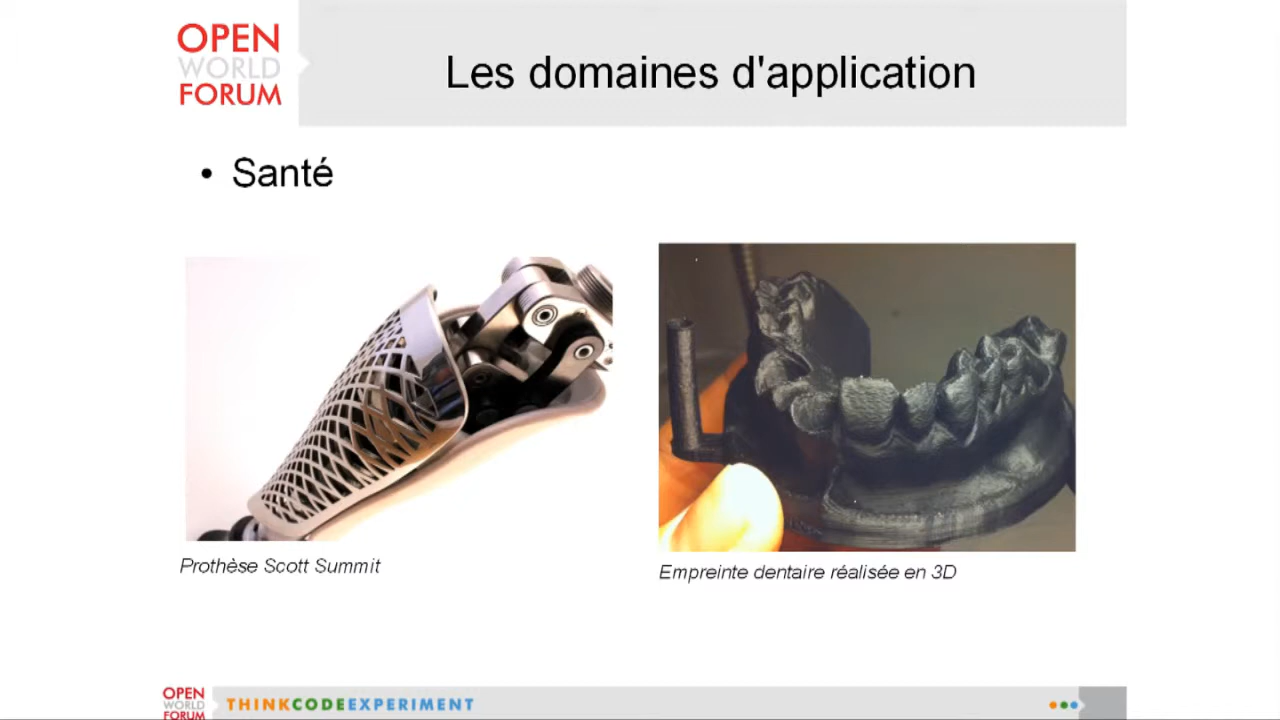 OPEN
WORLD
FORUM
Les domaines d'application
• Santé
Prothèse Scott Summit
Empreinte dentaire réalisée en 3D
OPEN
WORLD
FORUM
THINKCODEEXPERIMENT